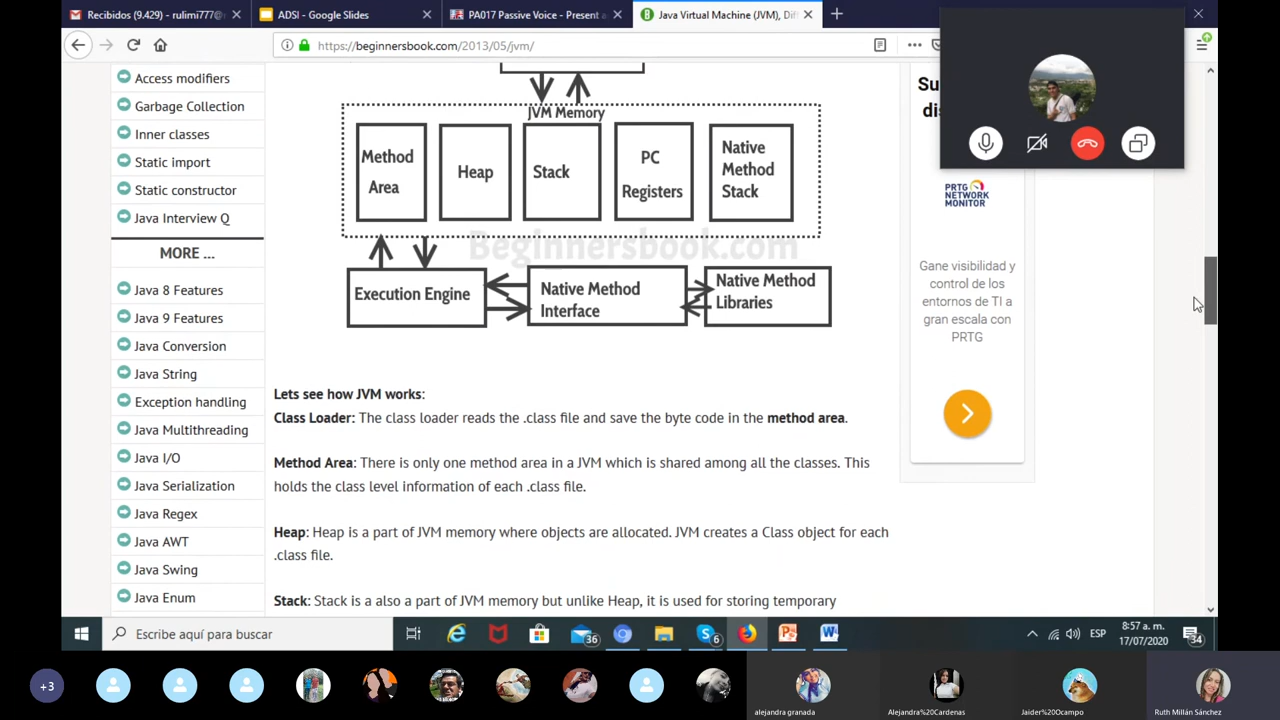 Recibidos (9.429) - rulimi777@
ADSI - Google Slides
PA017 Passive Voice - Present a
Java Virtual Machine (JVM), Dif
https://beginnersbook.com/2013/05/jvm/
Access modifiers
Garbage Collection
Inner classes
Static import
Static constructor
Java Interview Q
MORE ...
Java 8 Features
Java 9 Features
Java Conversion
Java String
Exception handling
Java Multithreading
Java I/O
Java Serialization
Java Regex
Java AWT
Java Swing
Java Enum
JVM Memory
Method
Area
Heap
Stack
PC
Registers
Native
Method
Stack
Beginnersbook.com
Execution Engine
Native Method
Interface
Native Method
Libraries
Lets see how JVM works:
Class Loader: The class loader reads the .class file and save the byte code in the method area.
Method Area: There is only one method area in a JVM which is shared among all the classes. This
holds the class level information of each .class file.
Heap: Heap is a part of JVM memory where objects are allocated. JVM creates a Class object for each
.class file.
Stack: Stack is a also a part of JVM memory but unlike Heap, it is used for storing temporary
Su
dis
PRTG
NETWORK
MONITOR
Gane visibilidad y
control de los
entornos de TI a
gran escala con
PRTG
Escribe aquí para buscar
36
6
ESP
8:57 a. m.
17/07/2020
34
+3
alejandra granada
Alejandra%20Cardenas
Jaider%20Ocampo
Ruth Millán Sánchez